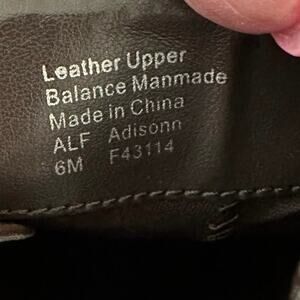 Leather Upper
Balance Manmade
Made in China
ALF Adisonn
6M F43114